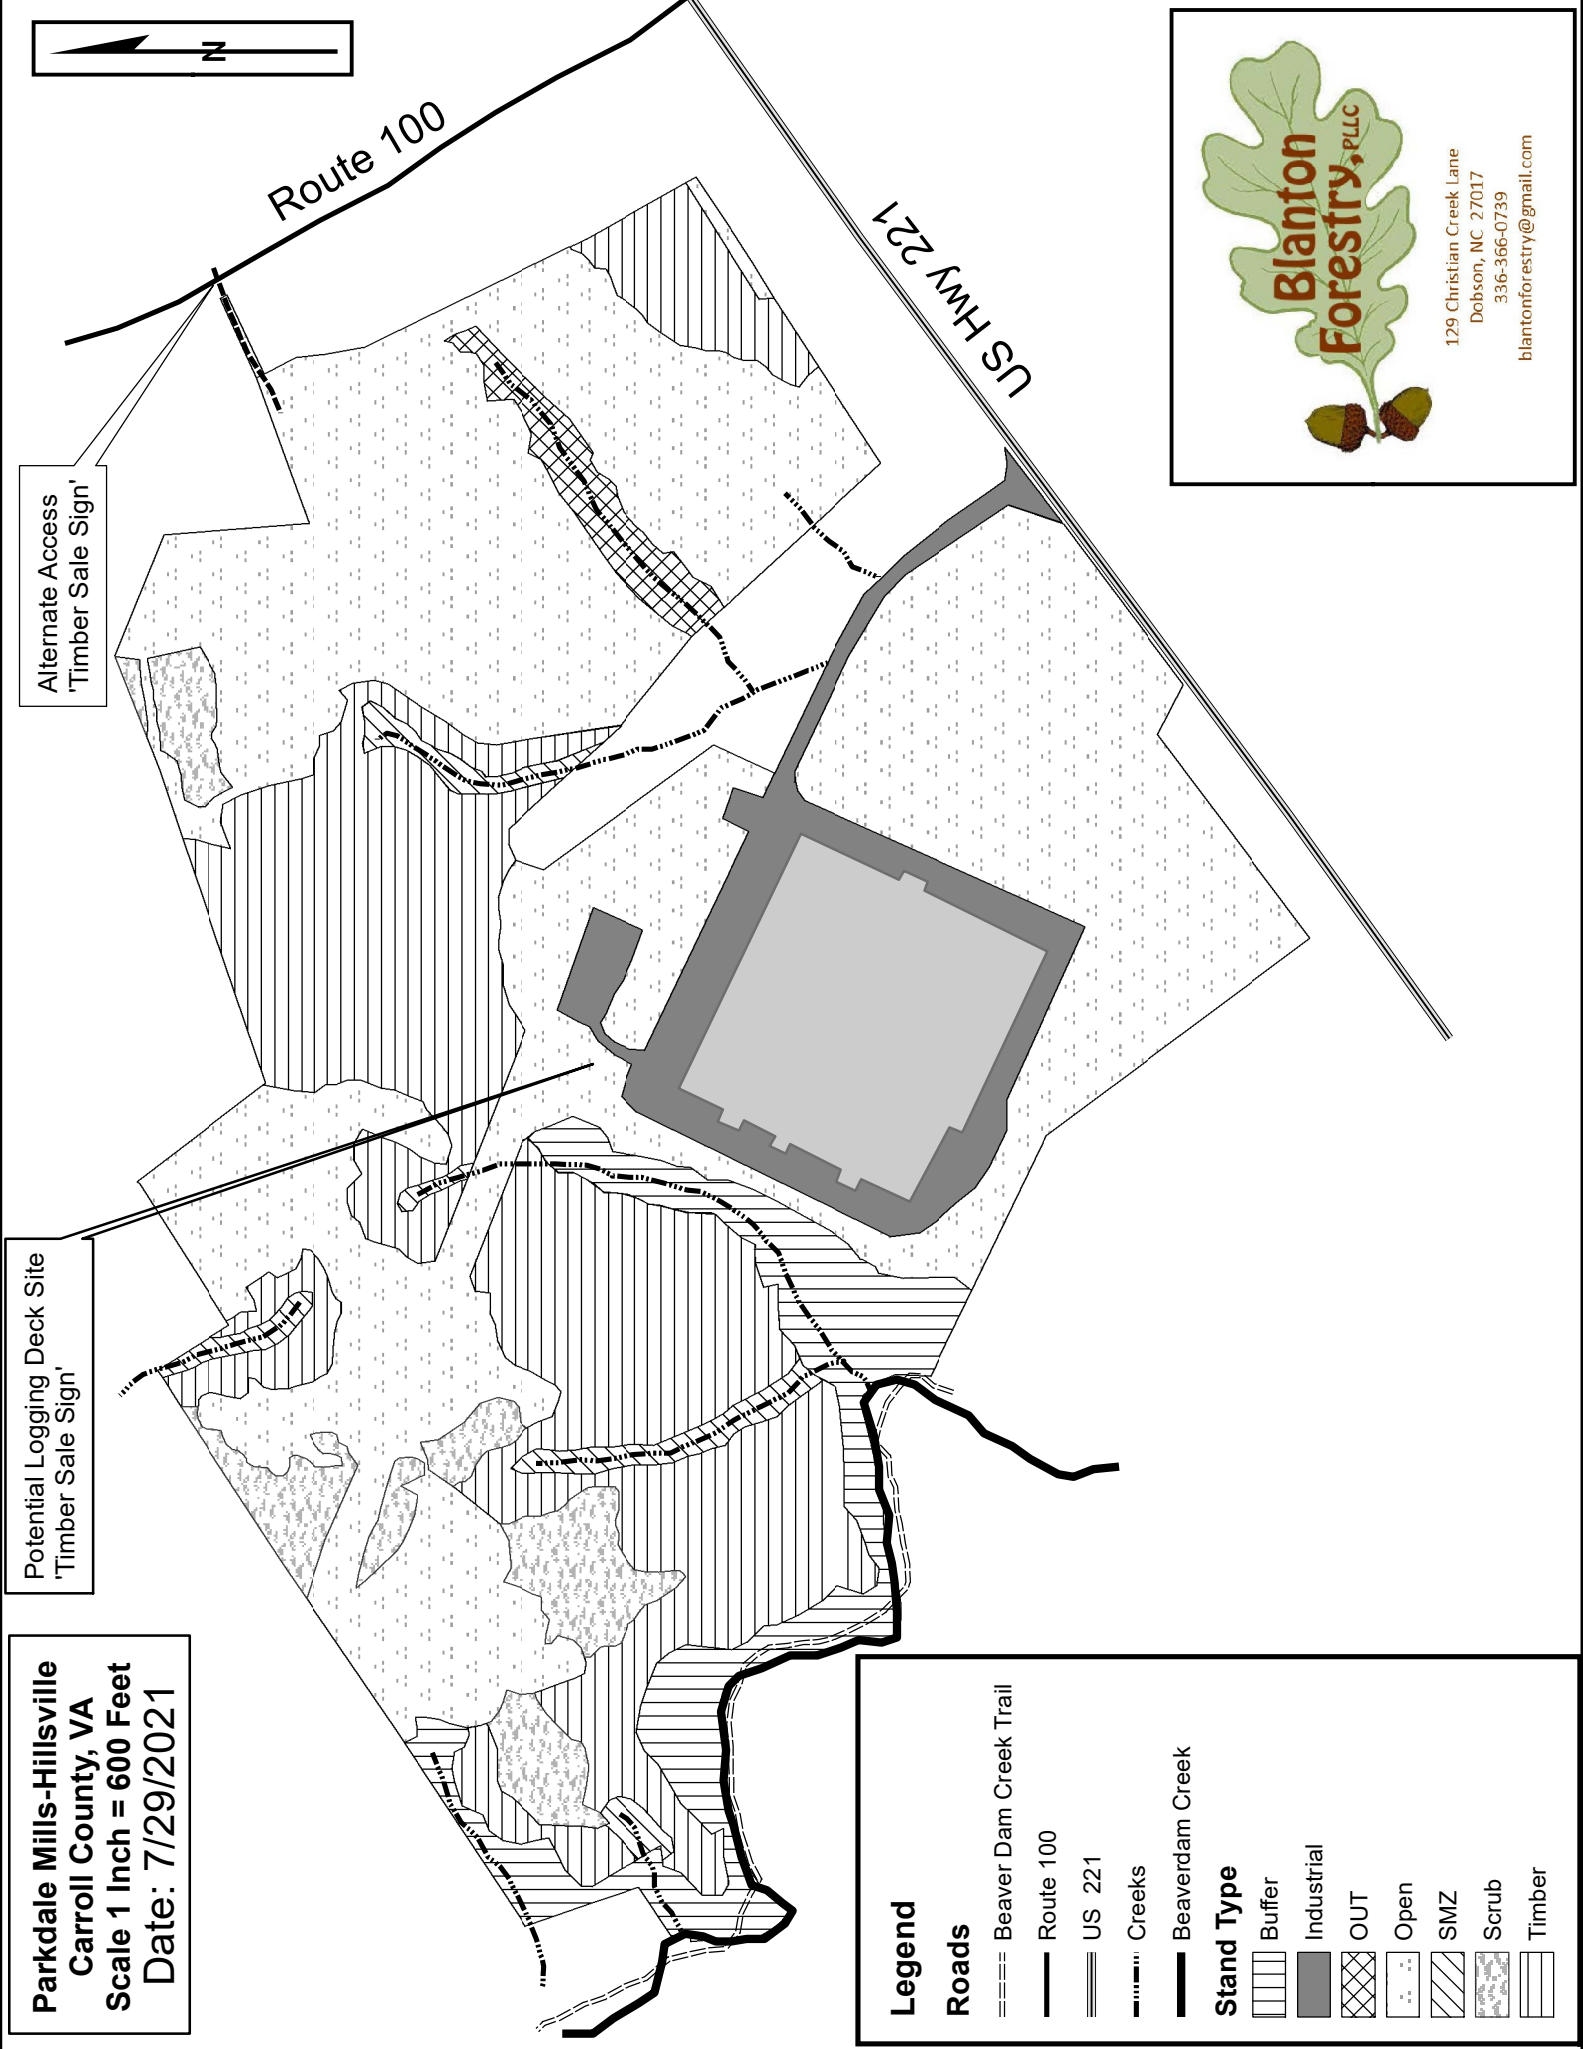 Parkdale Mills-Hillsville
Carroll County, VA
Scale 1 Inch = 600 Feet
Date: 7/29/2021
Potential Logging Deck Site
'Timber Sale Sign'
Alternate Access
'Timber Sale Sign'
N
Route 100
US Hwy 221
Legend
Roads
Beaver Dam Creek Trail
Route 100
US 221
Creeks
Beaverdam Creek
Stand Type
Buffer
Industrial
OUT
Open
SMZ
Scrub
Timber
Blanton
Forestry, PLLC
129 Christian Creek Lane
Dobson, NC 27017
336-366-0739
blantonforestry@gmail.com